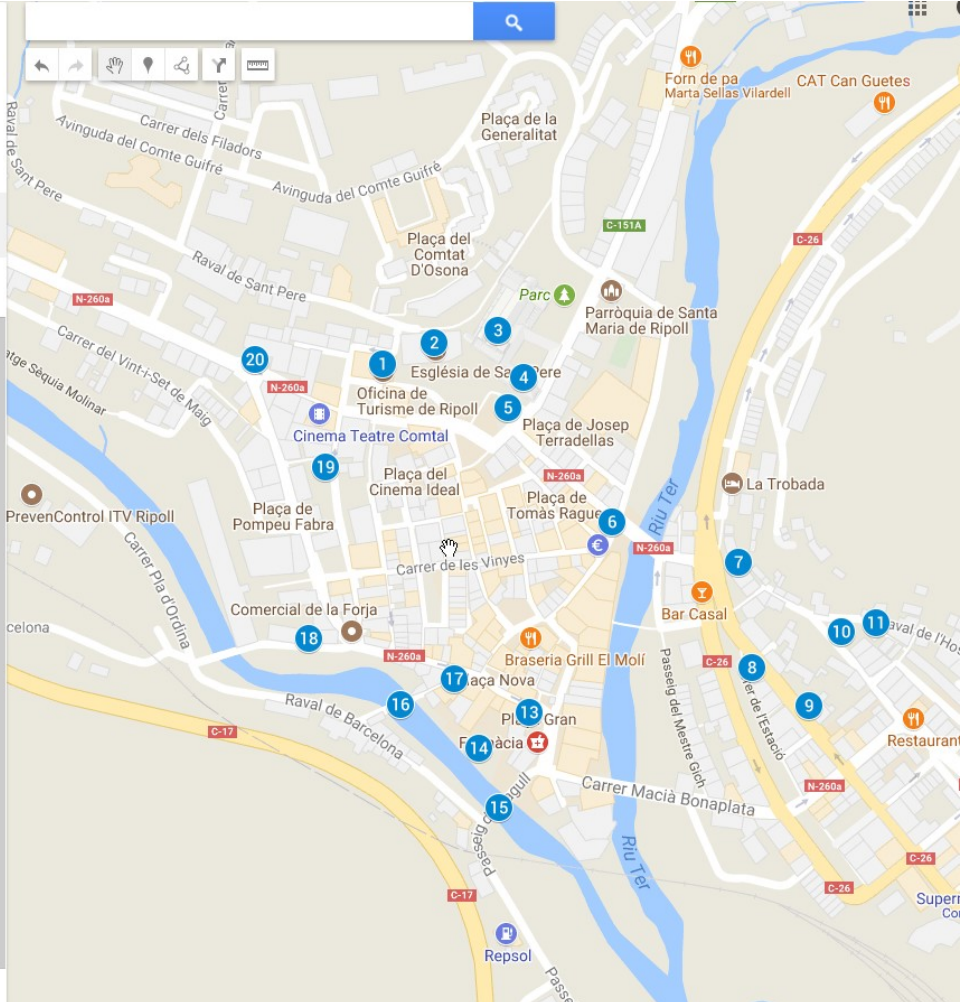 Forn de pa
Marta Sellas Vilardell
CAT Can Guetes
Plaça de la
Generalitat
Carrer dels Filadors
Avinguda del Comte Guifré
Raval de Sant Pere
Avinguda del Comte Guifré
C-151A
C-26
Plaça del
Comtat
D'Osona
Raval de Sant Pere
N-260a
Parc
Parròquia de Santa
Maria de Ripoll
Carrer del Vint-i-Set de Maig
Sèquia Molinar
3
2
1
20
4
Església de
N-260a
Oficina de
Turisme de Ripoll
5
Cinema Teatre Comtal
Plaça de Josep
Terradellas
19
Plaça del
Cinema Ideal
N-260a
La Trobada
PrevenControl ITV Ripoll
Plaça de
Pompeu Fabra
Plaça de
Tomàs
6
Riu Ter
N-260a
Carrer Pla d'Ordina
Carrer de les Vinyes
7
Bar Casal
Comercial de la Forja
18
10
11
N-260a
Braseria Grill El Molí
C-26
8
17
Nova
16
9
13
Gran
Raval de Barcelona
C-17
14
Passeig del Mestre Gich
de l'Estació
Restaurant
15
Carrer Macià Bonaplata
N-260a
Riu Ter
C-26
C-26
C-17
Repsol